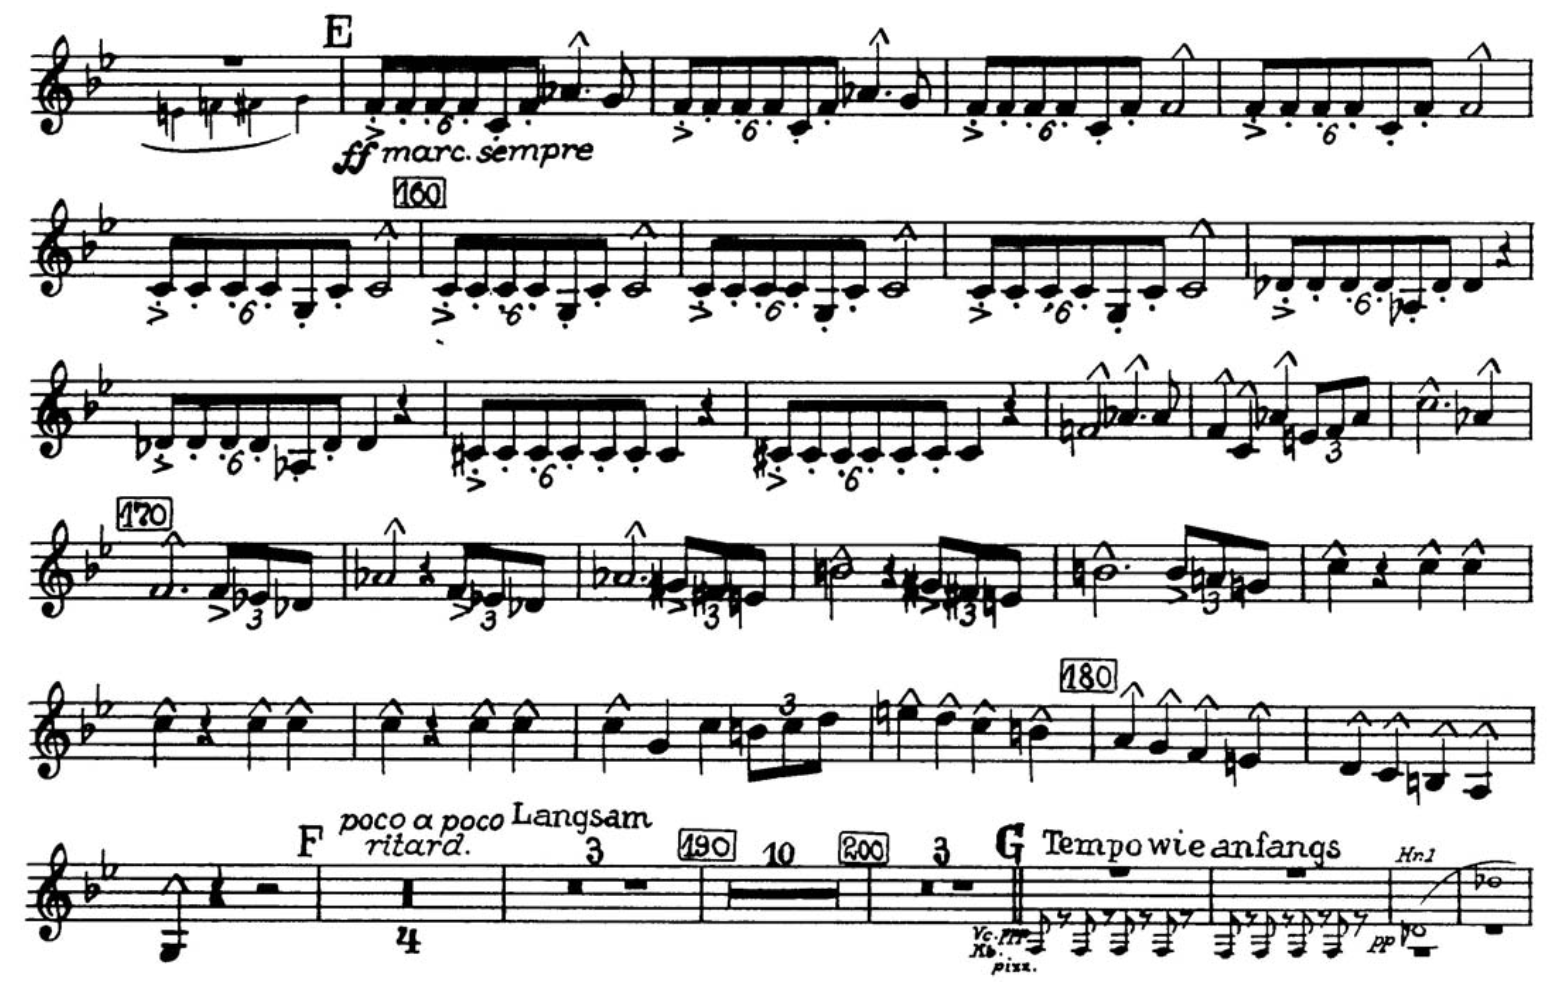 E
6 6 6 6
ff marc. sempre
160
6 6 6 6 6
6 6 6 3
170
3 3 3 3 3
180
3
F poco a poco Langsam
ritard.
3 190 10 200 3 G Tempo wie anfangs Hr.1
4
Vc. ppp
Kb.
pizz.
pp